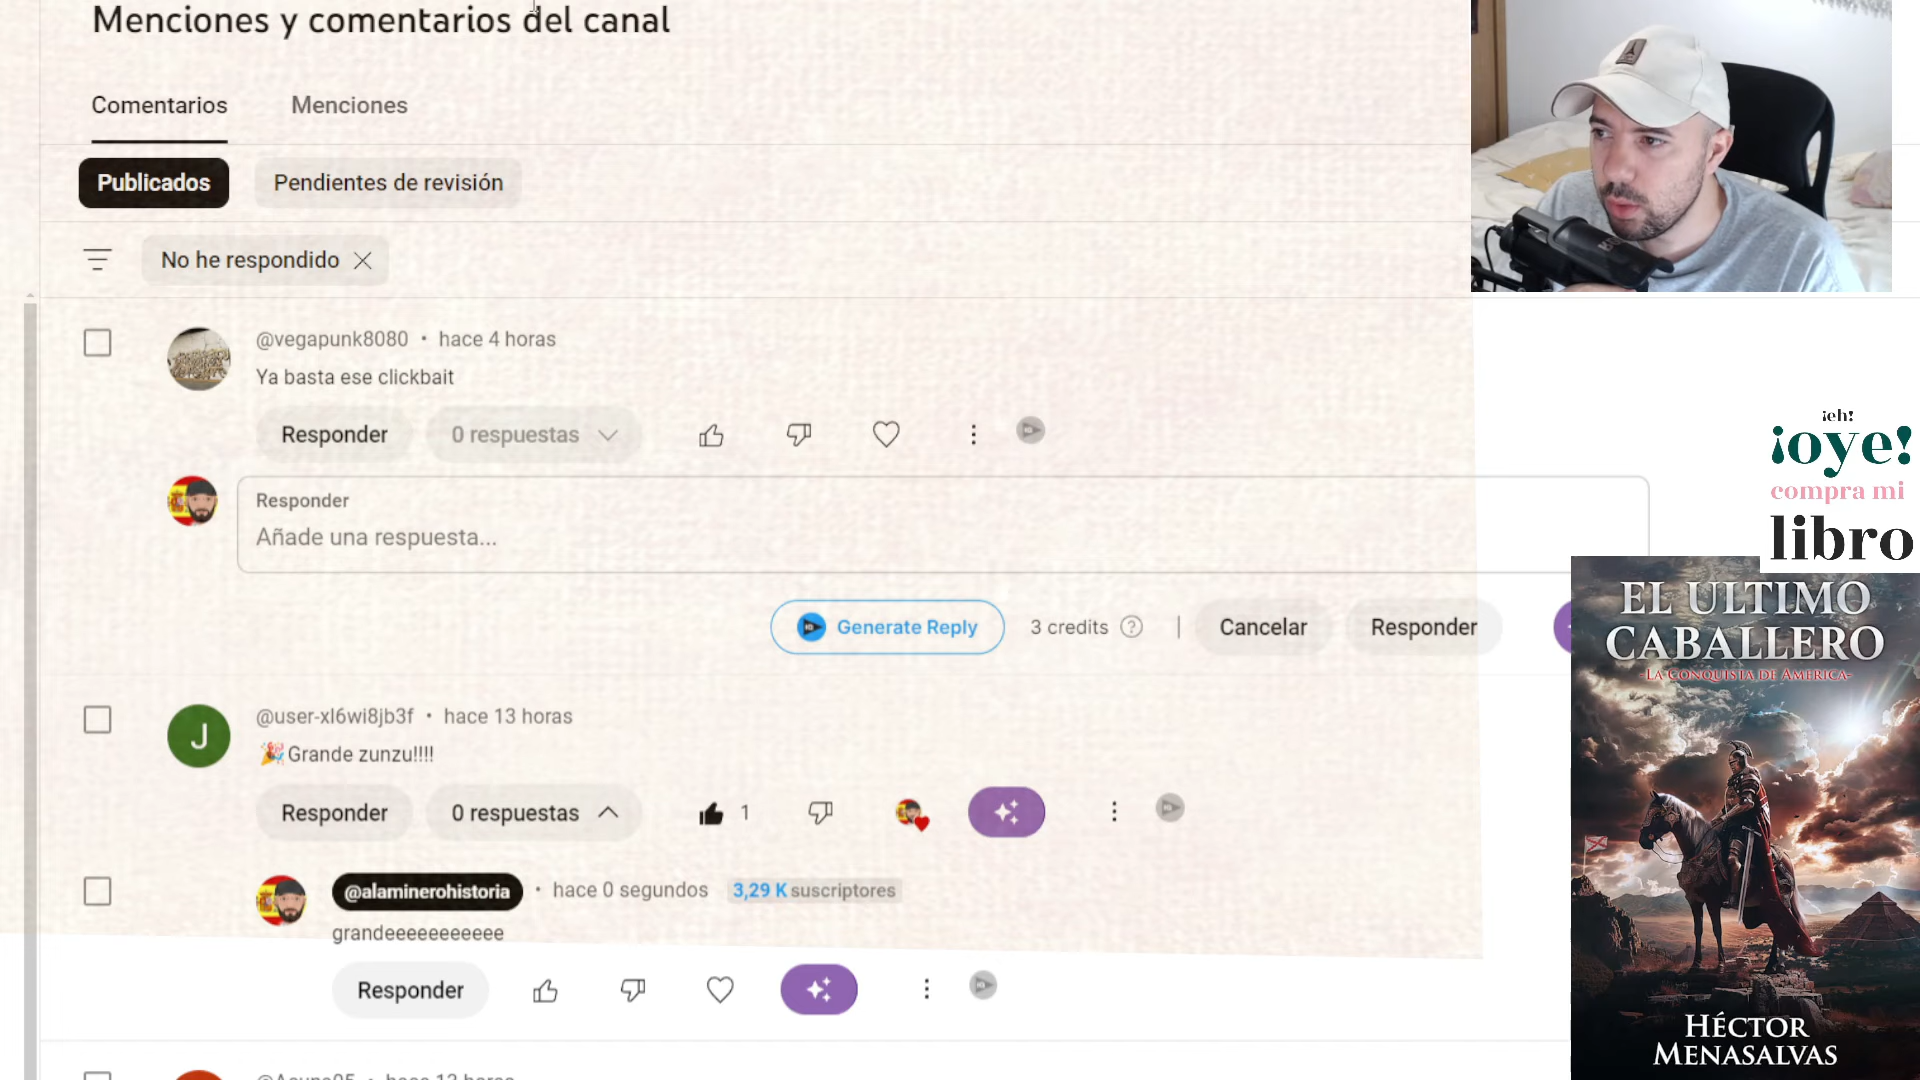 Menciones y comentarios del canal
Comentarios
Menciones
Publicados
Pendientes de revisión
No he respondido
@vegapunk8080 • hace 4 horas
Ya basta ese clickbait
Responder
0 respuestas
Responder
Añade una respuesta...
Generate Reply
3 credits
Cancelar
Responder
@user-xl6wi8jb3f • hace 13 horas
🎉Grande zunzu!!!!
Responder
0 respuestas
1
@alaminerohistoria • hace 0 segundos
3,29 K suscriptores
grandeeeeeeeeeee
Responder
hace 13 horas
¡eh!
¡oye!
compra mi
libro
EL ULTIMO
CABALLERO
-LA CONQUISTA DE AMERICA-
HÉCTOR
MENASALVAS